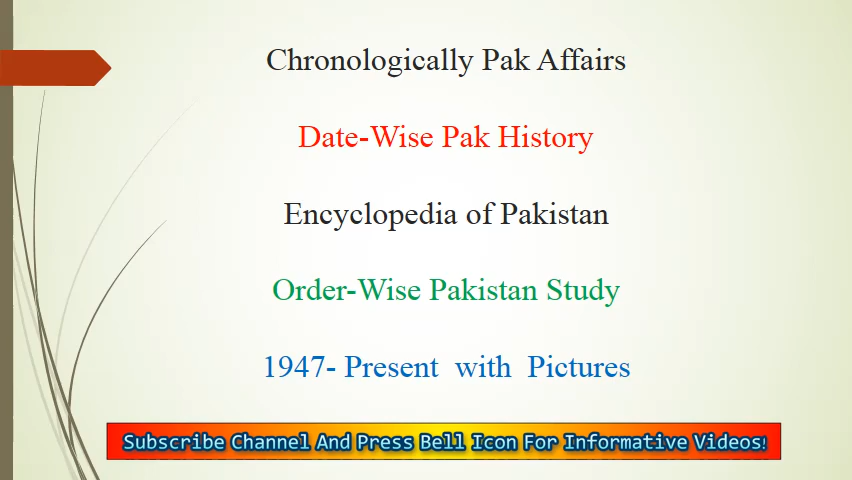 Chronologically Pak Affairs
Date-Wise Pak History
Encyclopedia of Pakistan
Order-Wise Pakistan Study
1947- Present with Pictures
Subscribe Channel And Press Bell Icon For Informative Videos!